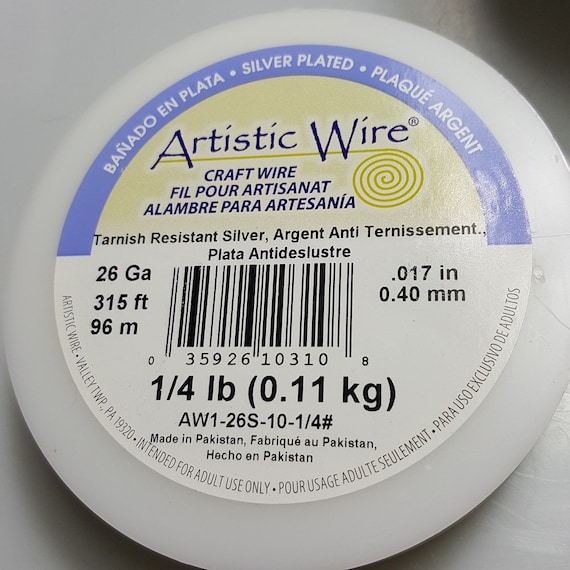 BAÑADO EN PLATA • SILVER PLATED • PLAQUÉ ARGENT
Artistic Wire®
CRAFT WIRE
FIL POUR ARTISANAT
ALAMBRE PARA ARTESANÍA
Tarnish Resistant Silver, Argent Anti Ternissement.,
Plata Antideslustre
26 Ga
315 ft
96 m
.017 in
0.40 mm
0 35926 10310 8
1/4 lb (0.11 kg)
AW1-26S-10-1/4#
Made in Pakistan, Fabriqué au Pakistan,
Hecho en Pakistan
ARTISTIC WIRE • VALLEY TWP., PA 19320 • INTENDED FOR ADULT USE ONLY • POUR USAGE ADULTE SEULEMENT • PARA USO EXCLUSIVO DE ADULTOS